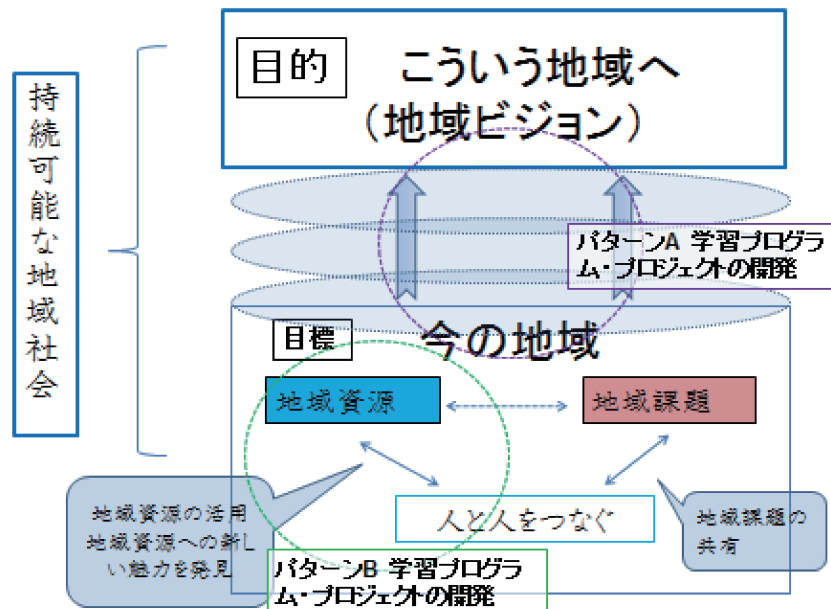 目的
こういう地域へ
（地域ビジョン）
持続可能な地域社会
パターンA 学習プログラ
ム・プロジェクトの開発
目標
今の地域
地域資源
地域課題
人と人をつなぐ
地域資源の活用
地域資源への新し
い魅力を発見
地域課題の
共有
パターンB 学習プログラ
ム・プロジェクトの開発